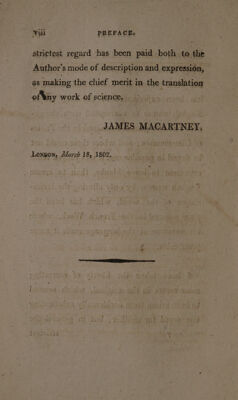 viii PREFACE.
strictest regard has been paid both to the
Author's mode of description and expression,
as making the chief merit in the translation
of any work of science.
JAMES MACARTNEY,
London, March 18, 1802.